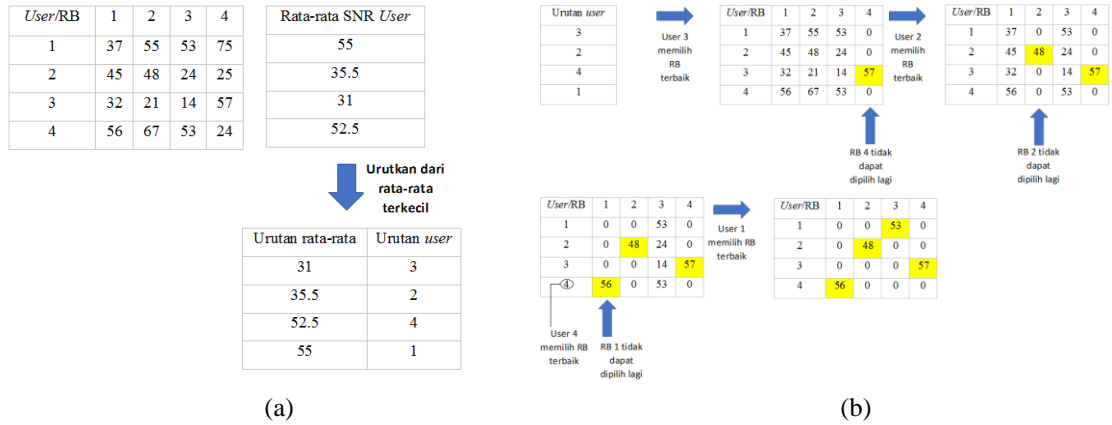 User/RB 1 2 3 4
1 37 55 53 75
2 45 48 24 25
3 32 21 14 57
4 56 67 53 24
Rata-rata SNR User
55
35.5
31
52.5
Urutkan dari
rata-rata
terkecil
Urutan rata-rata Urutan user
31 3
35.5 2
52.5 4
55 1
(a)
Urutan user
3
2
4
1
User 3
memilih
RB
terbaik
User/RB 1 2 3 4
1 37 55 53 0
2 45 48 24 0
3 32 21 14 57
4 56 67 53 0
RB 4 tidak
dapat
dipilih lagi
User 2
memilih
RB
terbaik
User/RB 1 2 3 4
1 37 0 53 0
2 45 48 24 0
3 32 0 14 57
4 56 0 53 0
RB 2 tidak
dapat
dipilih lagi
User/RB 1 2 3 4
1 0 0 53 0
2 0 48 24 0
3 0 0 14 57
4 56 0 53 0
User 4
memilih RB
terbaik
RB 1 tidak
dapat
dipilih lagi
User 1
memilih RB
terbaik
User/RB 1 2 3 4
1 0 0 53 0
2 0 48 0 0
3 0 0 0 57
4 56 0 0 0
(b)